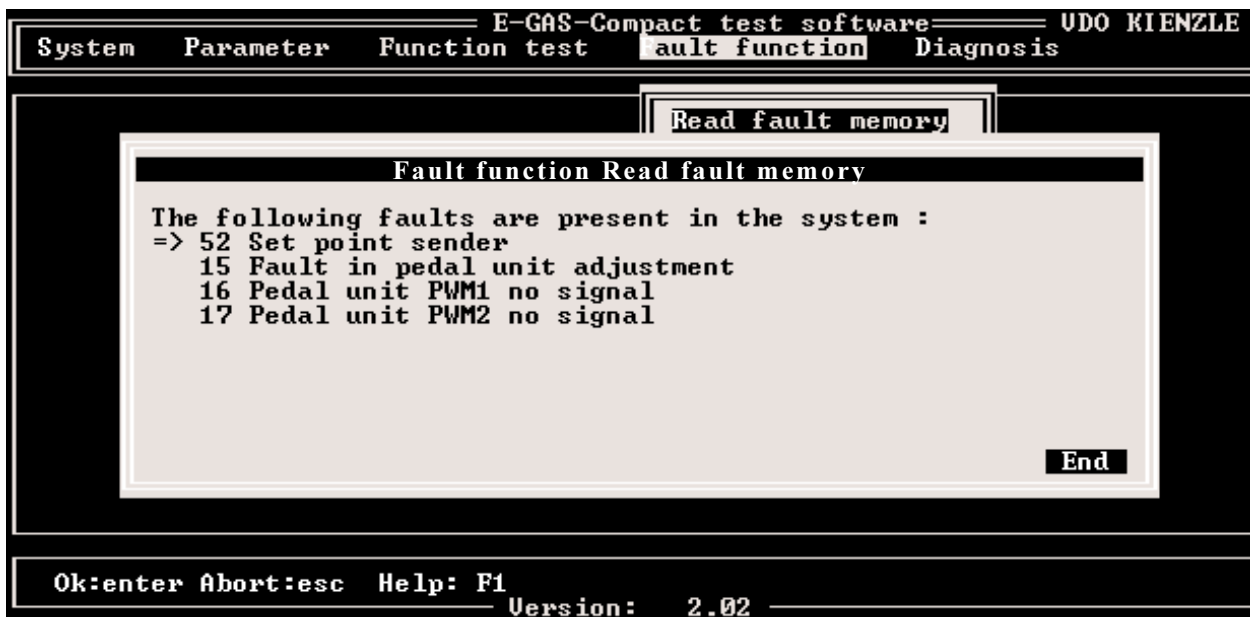 E-GAS-Compact test software VDO KIENZLE
System Parameter Function test Fault function Diagnosis
Read fault memory
Fault function Read fault memory
The following faults are present in the system :
=> 52 Set point sender
15 Fault in pedal unit adjustment
16 Pedal unit PWM1 no signal
17 Pedal unit PWM2 no signal
End
Ok:enter Abort:esc Help: F1
Version: 2.02